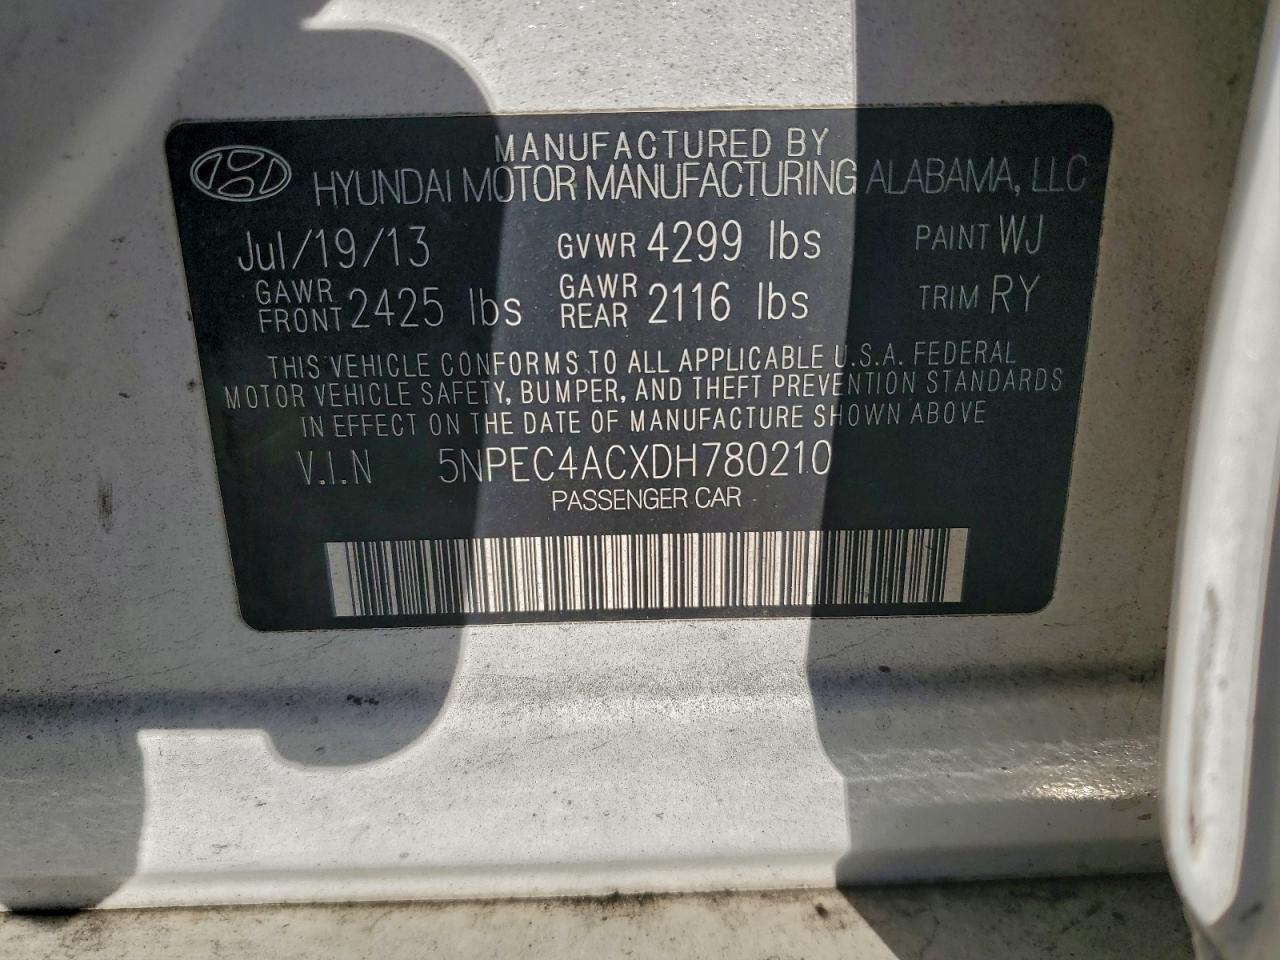 MANUFACTURED BY
HYUNDAI MOTOR MANUFACTURING ALABAMA, LLC
Jul/19/13 GVWR 4299 lbs PAINT WJ
GAWR FRONT 2425 lbs GAWR REAR 2116 lbs TRIM RY
THIS VEHICLE CONFORMS TO ALL APPLICABLE U.S.A. FEDERAL
MOTOR VEHICLE SAFETY, BUMPER, AND THEFT PREVENTION STANDARDS
IN EFFECT ON THE DATE OF MANUFACTURE SHOWN ABOVE
V.I.N 5NPEC4ACXDH780210
PASSENGER CAR